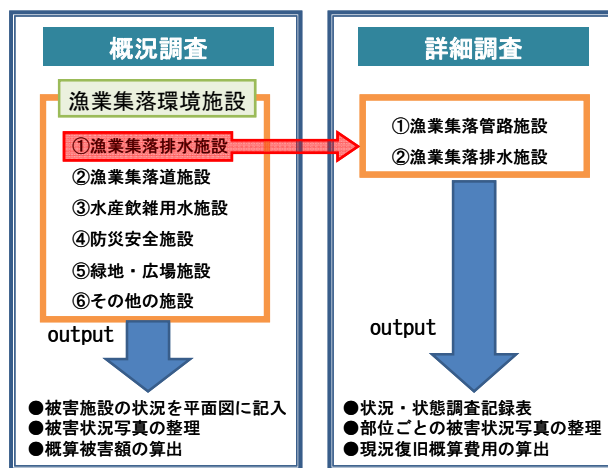 概況調査
漁業集落環境施設
①漁業集落排水施設
②漁業集落道施設
③水産飲雑用水施設
④防災安全施設
⑤緑地・広場施設
⑥その他の施設
output
●被害施設の状況を平面図に記入
●被害状況写真の整理
●概算被害額の算出
詳細調査
①漁業集落管路施設
②漁業集落排水施設
output
●状況・状態調査記録表
●部位ごとの被害状況写真の整理
●現況復旧概算費用の算出